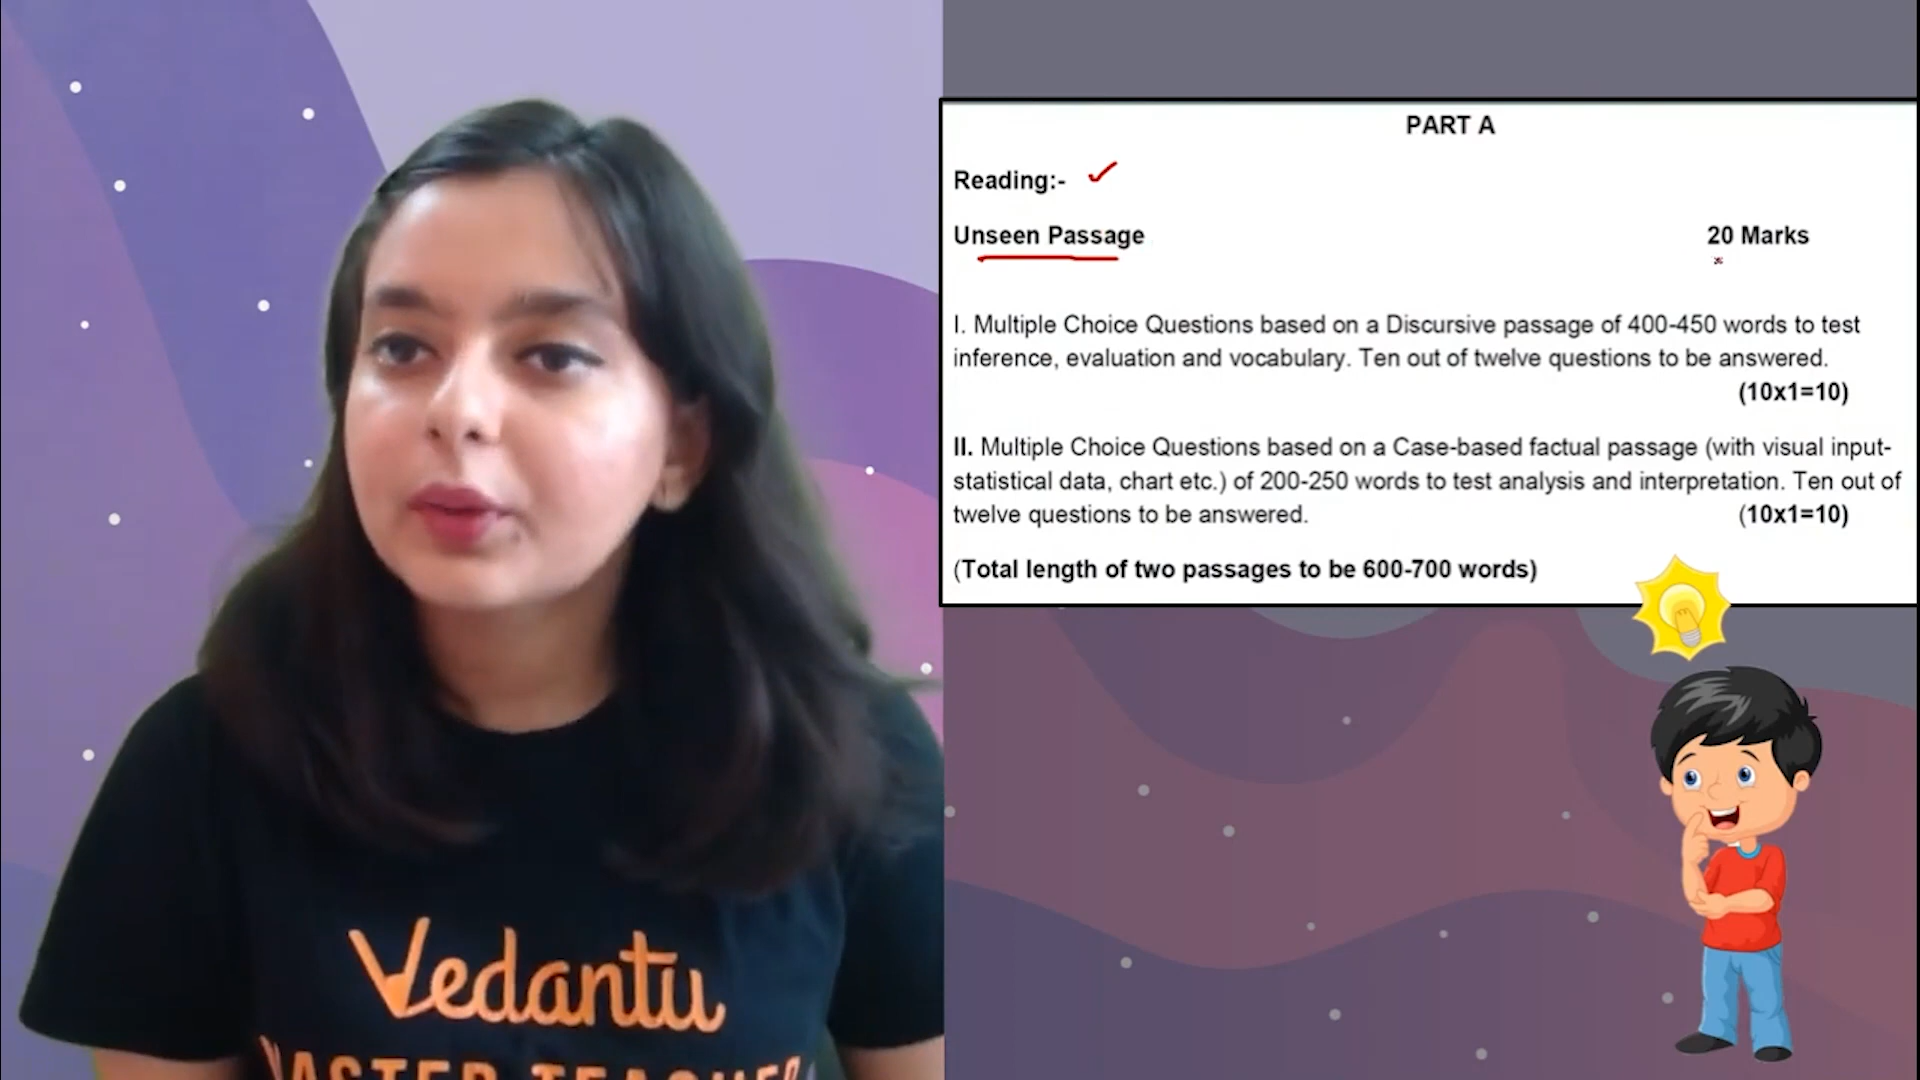 PART A
Reading:-
Unseen Passage 20 Marks
I. Multiple Choice Questions based on a Discursive passage of 400-450 words to test
inference, evaluation and vocabulary. Ten out of twelve questions to be answered.
(10x1=10)
II. Multiple Choice Questions based on a Case-based factual passage (with visual input-
statistical data, chart etc.) of 200-250 words to test analysis and interpretation. Ten out of
twelve questions to be answered. (10x1=10)
(Total length of two passages to be 600-700 words)
Vedantu
MASTER TEACHER